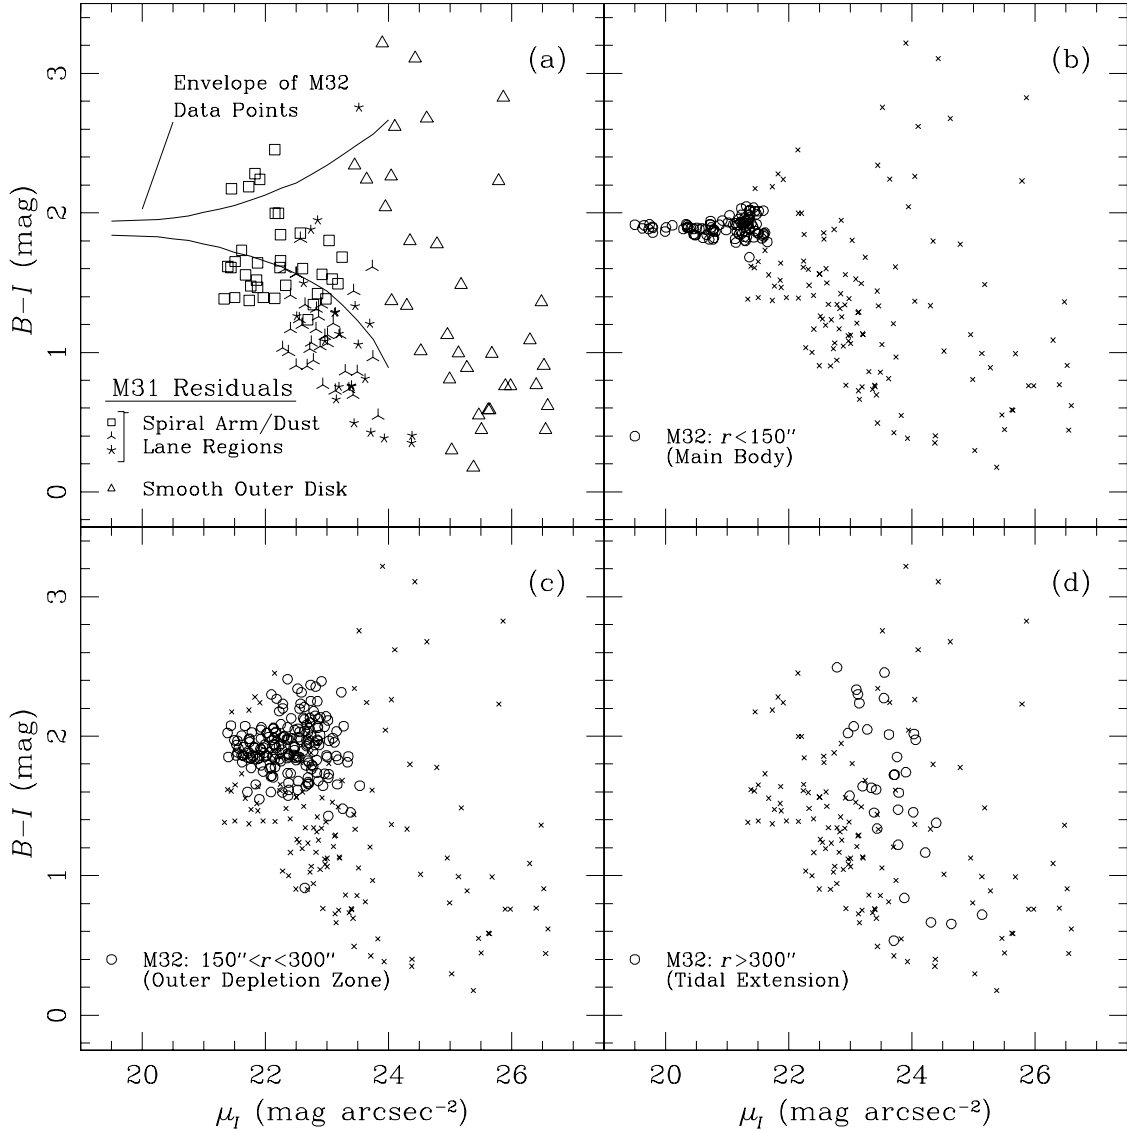 (a)
Envelope of M32
Data Points
M31 Residuals
Spiral Arm/Dust
Lane Regions
Smooth Outer Disk
3
2
1
0
B−I (mag)
(b)
M32: r<150″
(Main Body)
(c)
M32: 150″<r<300″
(Outer Depletion Zone)
3
2
1
0
B−I (mag)
20 22 24 26
μI (mag arcsec−2)
(d)
M32: r>300″
(Tidal Extension)
20 22 24 26
μI (mag arcsec−2)